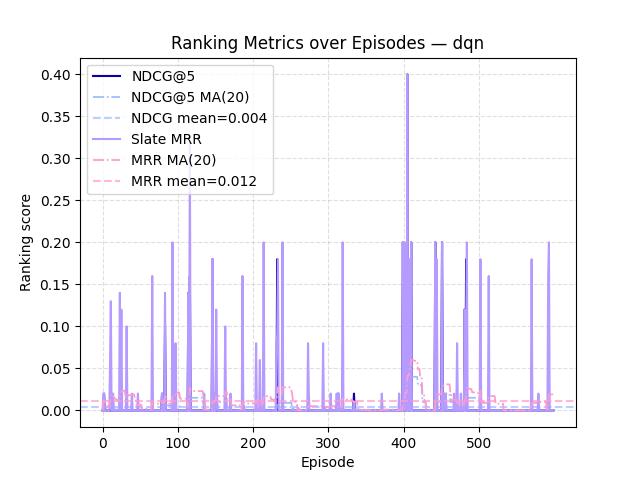 Ranking Metrics over Episodes — dqn
Ranking score
0.40
0.35
0.30
0.25
0.20
0.15
0.10
0.05
0.00
NDCG@5
NDCG@5 MA(20)
NDCG mean=0.004
Slate MRR
MRR MA(20)
MRR mean=0.012
0
100
200
300
400
500
Episode